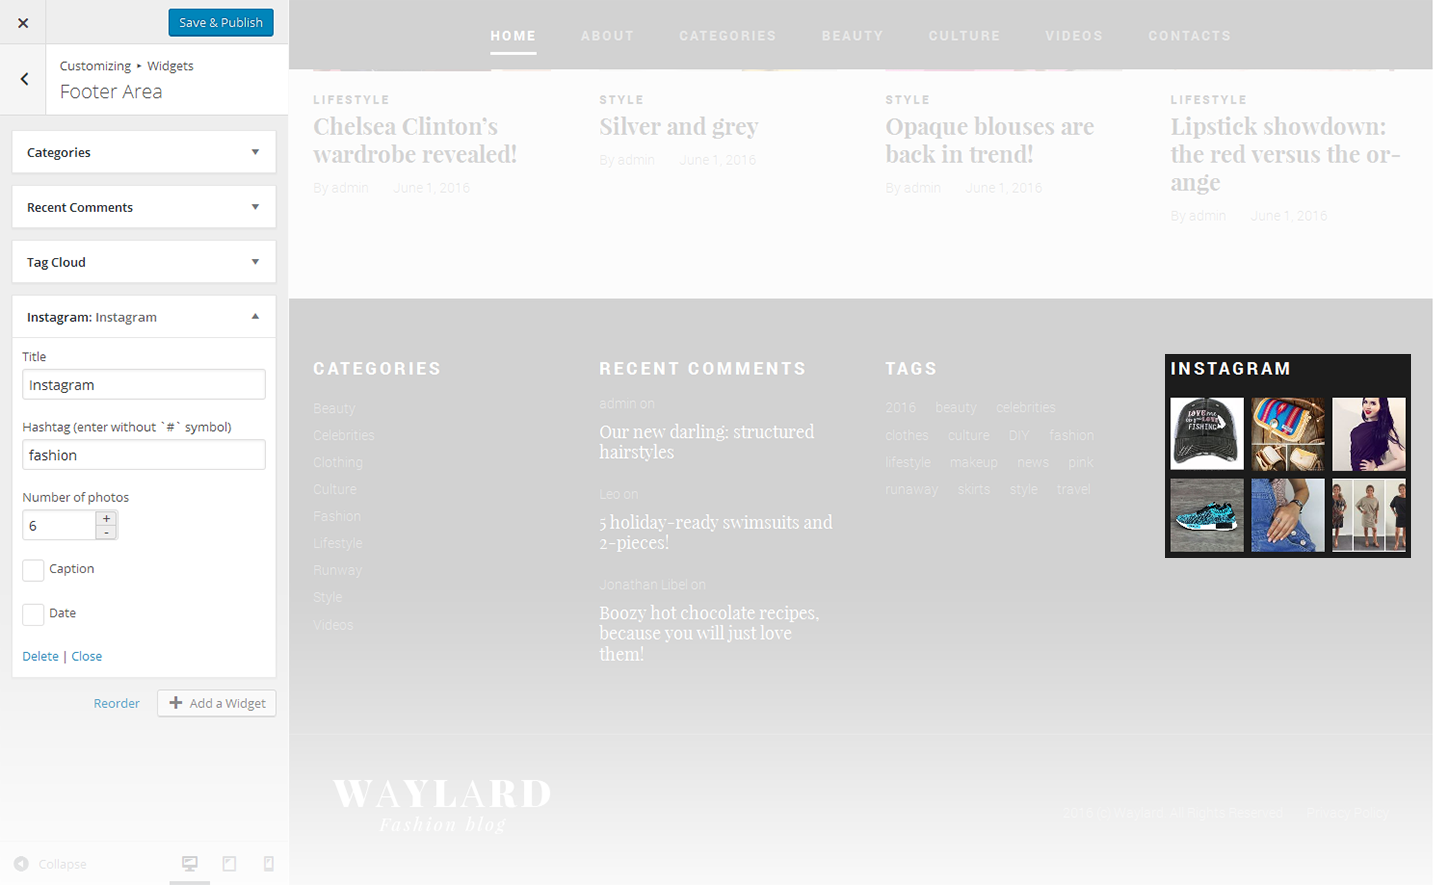 Save & Publish
Customizing ▸ Widgets
Footer Area
Categories
Recent Comments
Tag Cloud
Instagram: Instagram
Title
Instagram
Hashtag (enter without `#` symbol)
fashion
Number of photos
6
+
-
Caption
Date
Delete | Close
Reorder
Add a Widget
Collapse
HOME ABOUT CATEGORIES BEAUTY CULTURE VIDEOS CONTACTS
LIFESTYLE
Chelsea Clinton's
wardrobe revealed!
By admin June 1, 2016
STYLE
Silver and grey
By admin June 1, 2016
STYLE
Opaque blouses are
back in trend!
By admin June 1, 2016
LIFESTYLE
Lipstick showdown:
the red versus the or-
ange
By admin June 1, 2016
CATEGORIES
Beauty
Celebrities
Clothing
Culture
Fashion
Lifestyle
Runway
Style
Videos
RECENT COMMENTS
admin on
Our new darling: structured
hairstyles
Leo on
5 holiday-ready swimsuits and
2-pieces!
Jonathan Libel on
Boozy hot chocolate recipes,
because you will just love
them!
TAGS
2016 beauty celebrities
clothes culture DIY fashion
lifestyle makeup news pink
runaway skirts style travel
INSTAGRAM
LOVE
FISHING
WAYLARD
Fashion blog
2016 (c) Waylard. All Rights Reserved. Privacy Policy